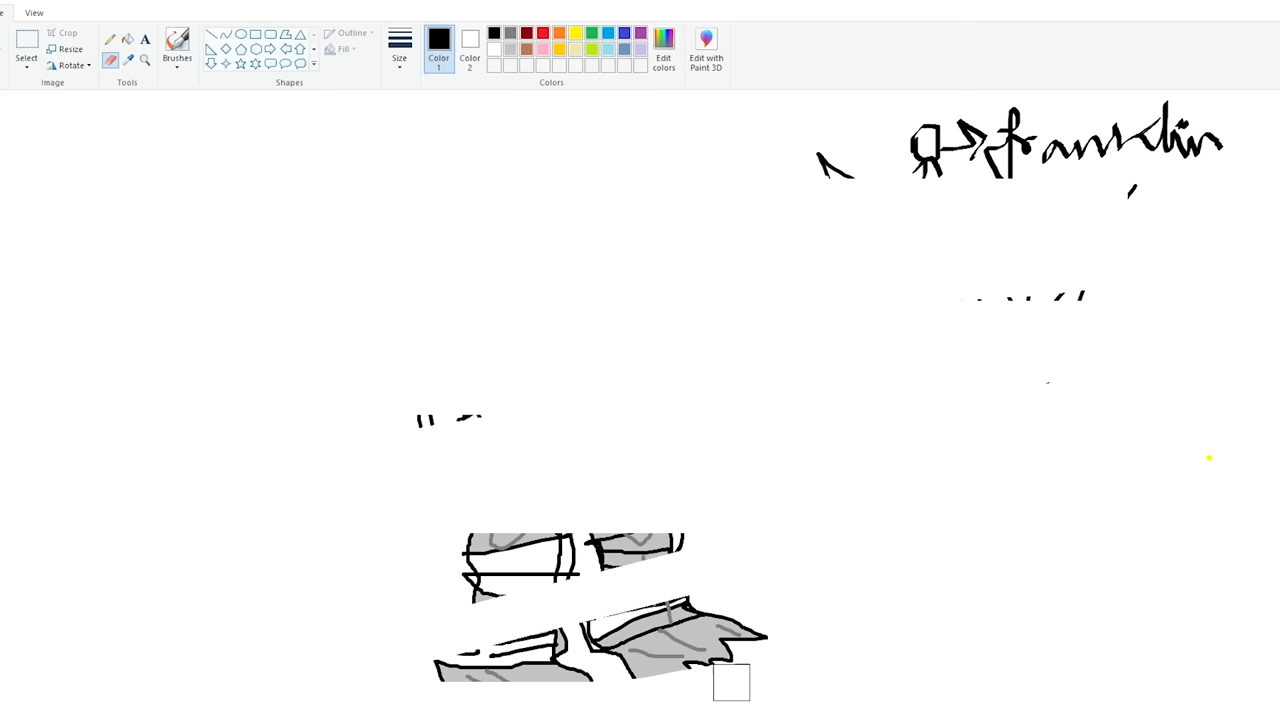 View
Crop
Resize
Rotate
Select
Image
A
Tools
Brushes
Shapes
Outline
Fill
Size
Color
1
Color
2
Colors
Edit
colors
Edit with
Paint 3D
franklin